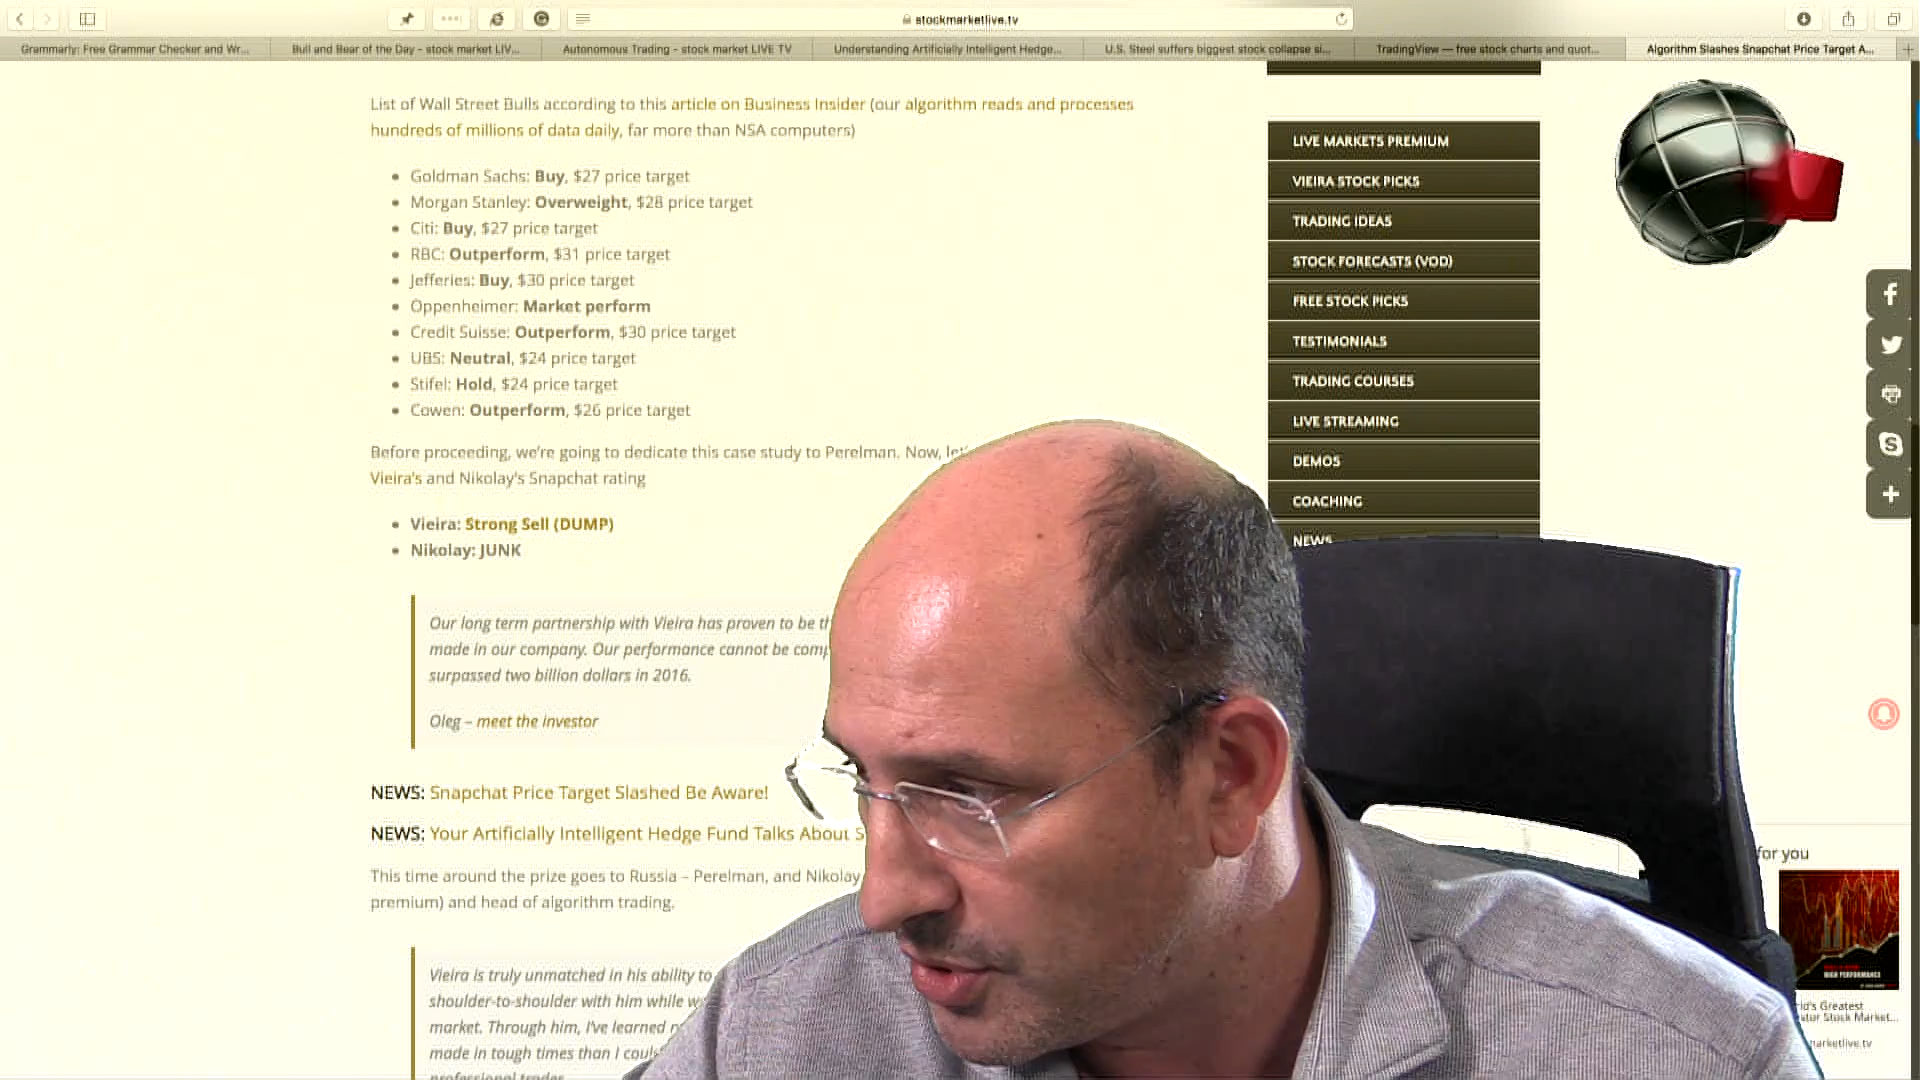 stockmarketlive.tv
Grammarly: Free Grammar Checker and Wr...
Bull and Bear of the Day - stock market LIV...
Autonomous Trading - stock market LIVE TV
Understanding Artificially Intelligent Hedge...
U.S. Steel suffers biggest stock collapse si...
TradingView — free stock charts and quot...
Algorithm Slashes Snapchat Price Target A...
List of Wall Street Bulls according to this article on Business Insider (our algorithm reads and processes
hundreds of millions of data daily, far more than NSA computers)
Goldman Sachs: Buy, $27 price target
Morgan Stanley: Overweight, $28 price target
Citi: Buy, $27 price target
RBC: Outperform, $31 price target
Jefferies: Buy, $30 price target
Oppenheimer: Market perform
Credit Suisse: Outperform, $30 price target
UBS: Neutral, $24 price target
Stifel: Hold, $24 price target
Cowen: Outperform, $26 price target
Before proceeding, we're going to dedicate this case study to Perelman. Now,
Vieira's and Nikolay's Snapchat rating
Vieira: Strong Sell (DUMP)
Nikolay: JUNK
Our long term partnership with Vieira has proven to be
made in our company. Our performance cannot be
surpassed two billion dollars in 2016.
Oleg – meet the investor
NEWS: Snapchat Price Target Slashed Be Aware!
NEWS: Your Artificially Intelligent Hedge Fund Talks About
This time around the prize goes to Russia – Perelman, and Nikolay
premium) and head of algorithm trading.
Vieira is truly unmatched in his ability to
shoulder-to-shoulder with him while
market. Through him, I've learned
made in tough times than I
professional trader
LIVE MARKETS PREMIUM
VIEIRA STOCK PICKS
TRADING IDEAS
STOCK FORECASTS (VOD)
FREE STOCK PICKS
TESTIMONIALS
TRADING COURSES
LIVE STREAMING
DEMOS
COACHING
NEWS
for you
HIGH PERFORMANCE
Greatest
Stock Market...
marketlive.tv